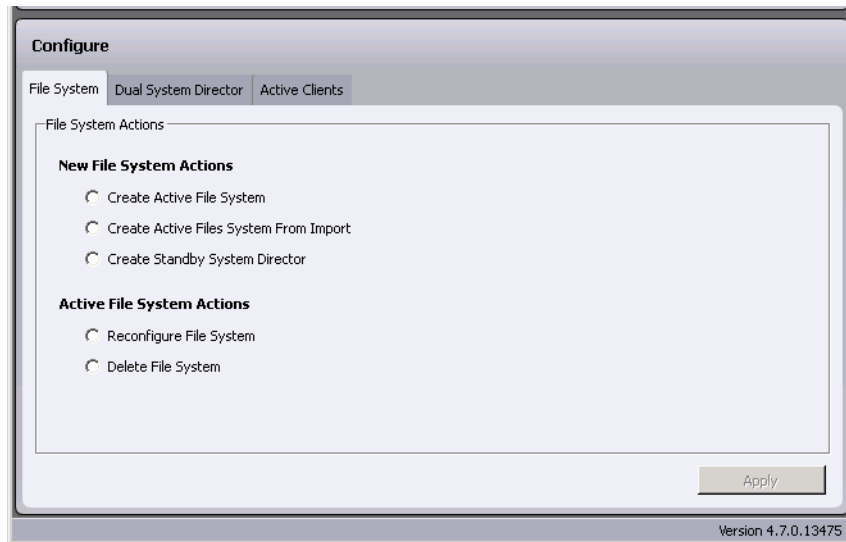 Configure
File System
Dual System Director
Active Clients
File System Actions
New File System Actions
Create Active File System
Create Active Files System From Import
Create Standby System Director
Active File System Actions
Reconfigure File System
Delete File System
Apply
Version 4.7.0.13475